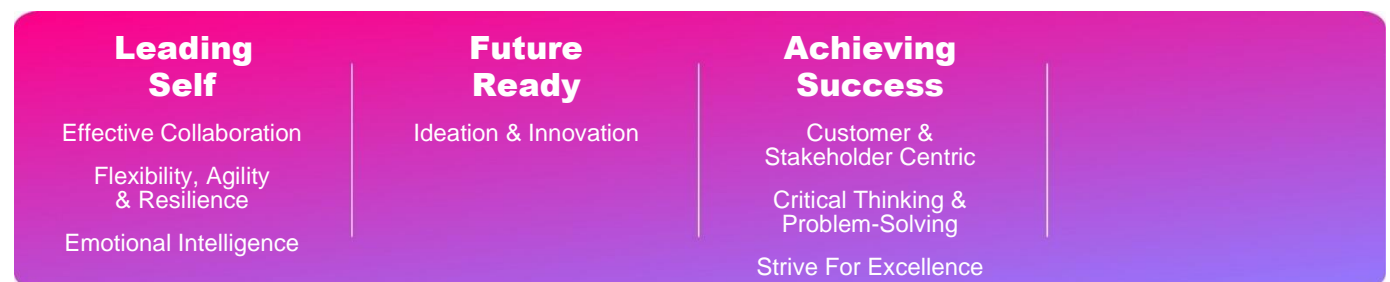 Leading
Self
Effective Collaboration
Flexibility, Agility
& Resilience
Emotional Intelligence
Future
Ready
Ideation & Innovation
Achieving
Success
Customer &
Stakeholder Centric
Critical Thinking &
Problem-Solving
Strive For Excellence